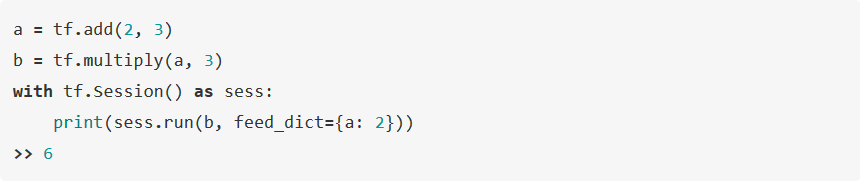 a = tf.add(2, 3)
b = tf.multiply(a, 3)
with tf.Session() as sess:
    print(sess.run(b, feed_dict={a: 2}))
>> 6